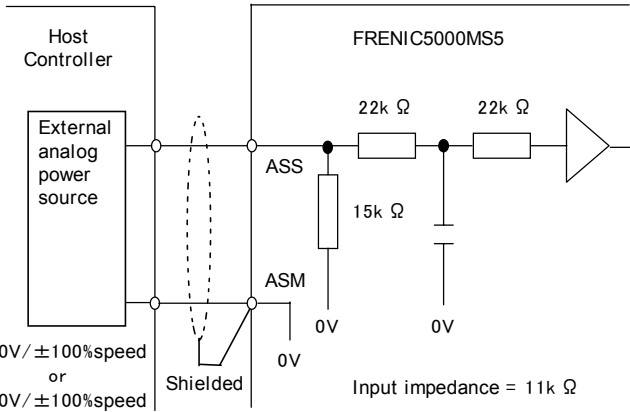 Host
Controller
FRENIC5000MS5
22k Ω
22k Ω
External
analog
power
source
ASS
15k Ω
ASM
0V
0V
0V
0V/±100%speed
or
0V/±100%speed
Shielded
Input impedance = 11k Ω